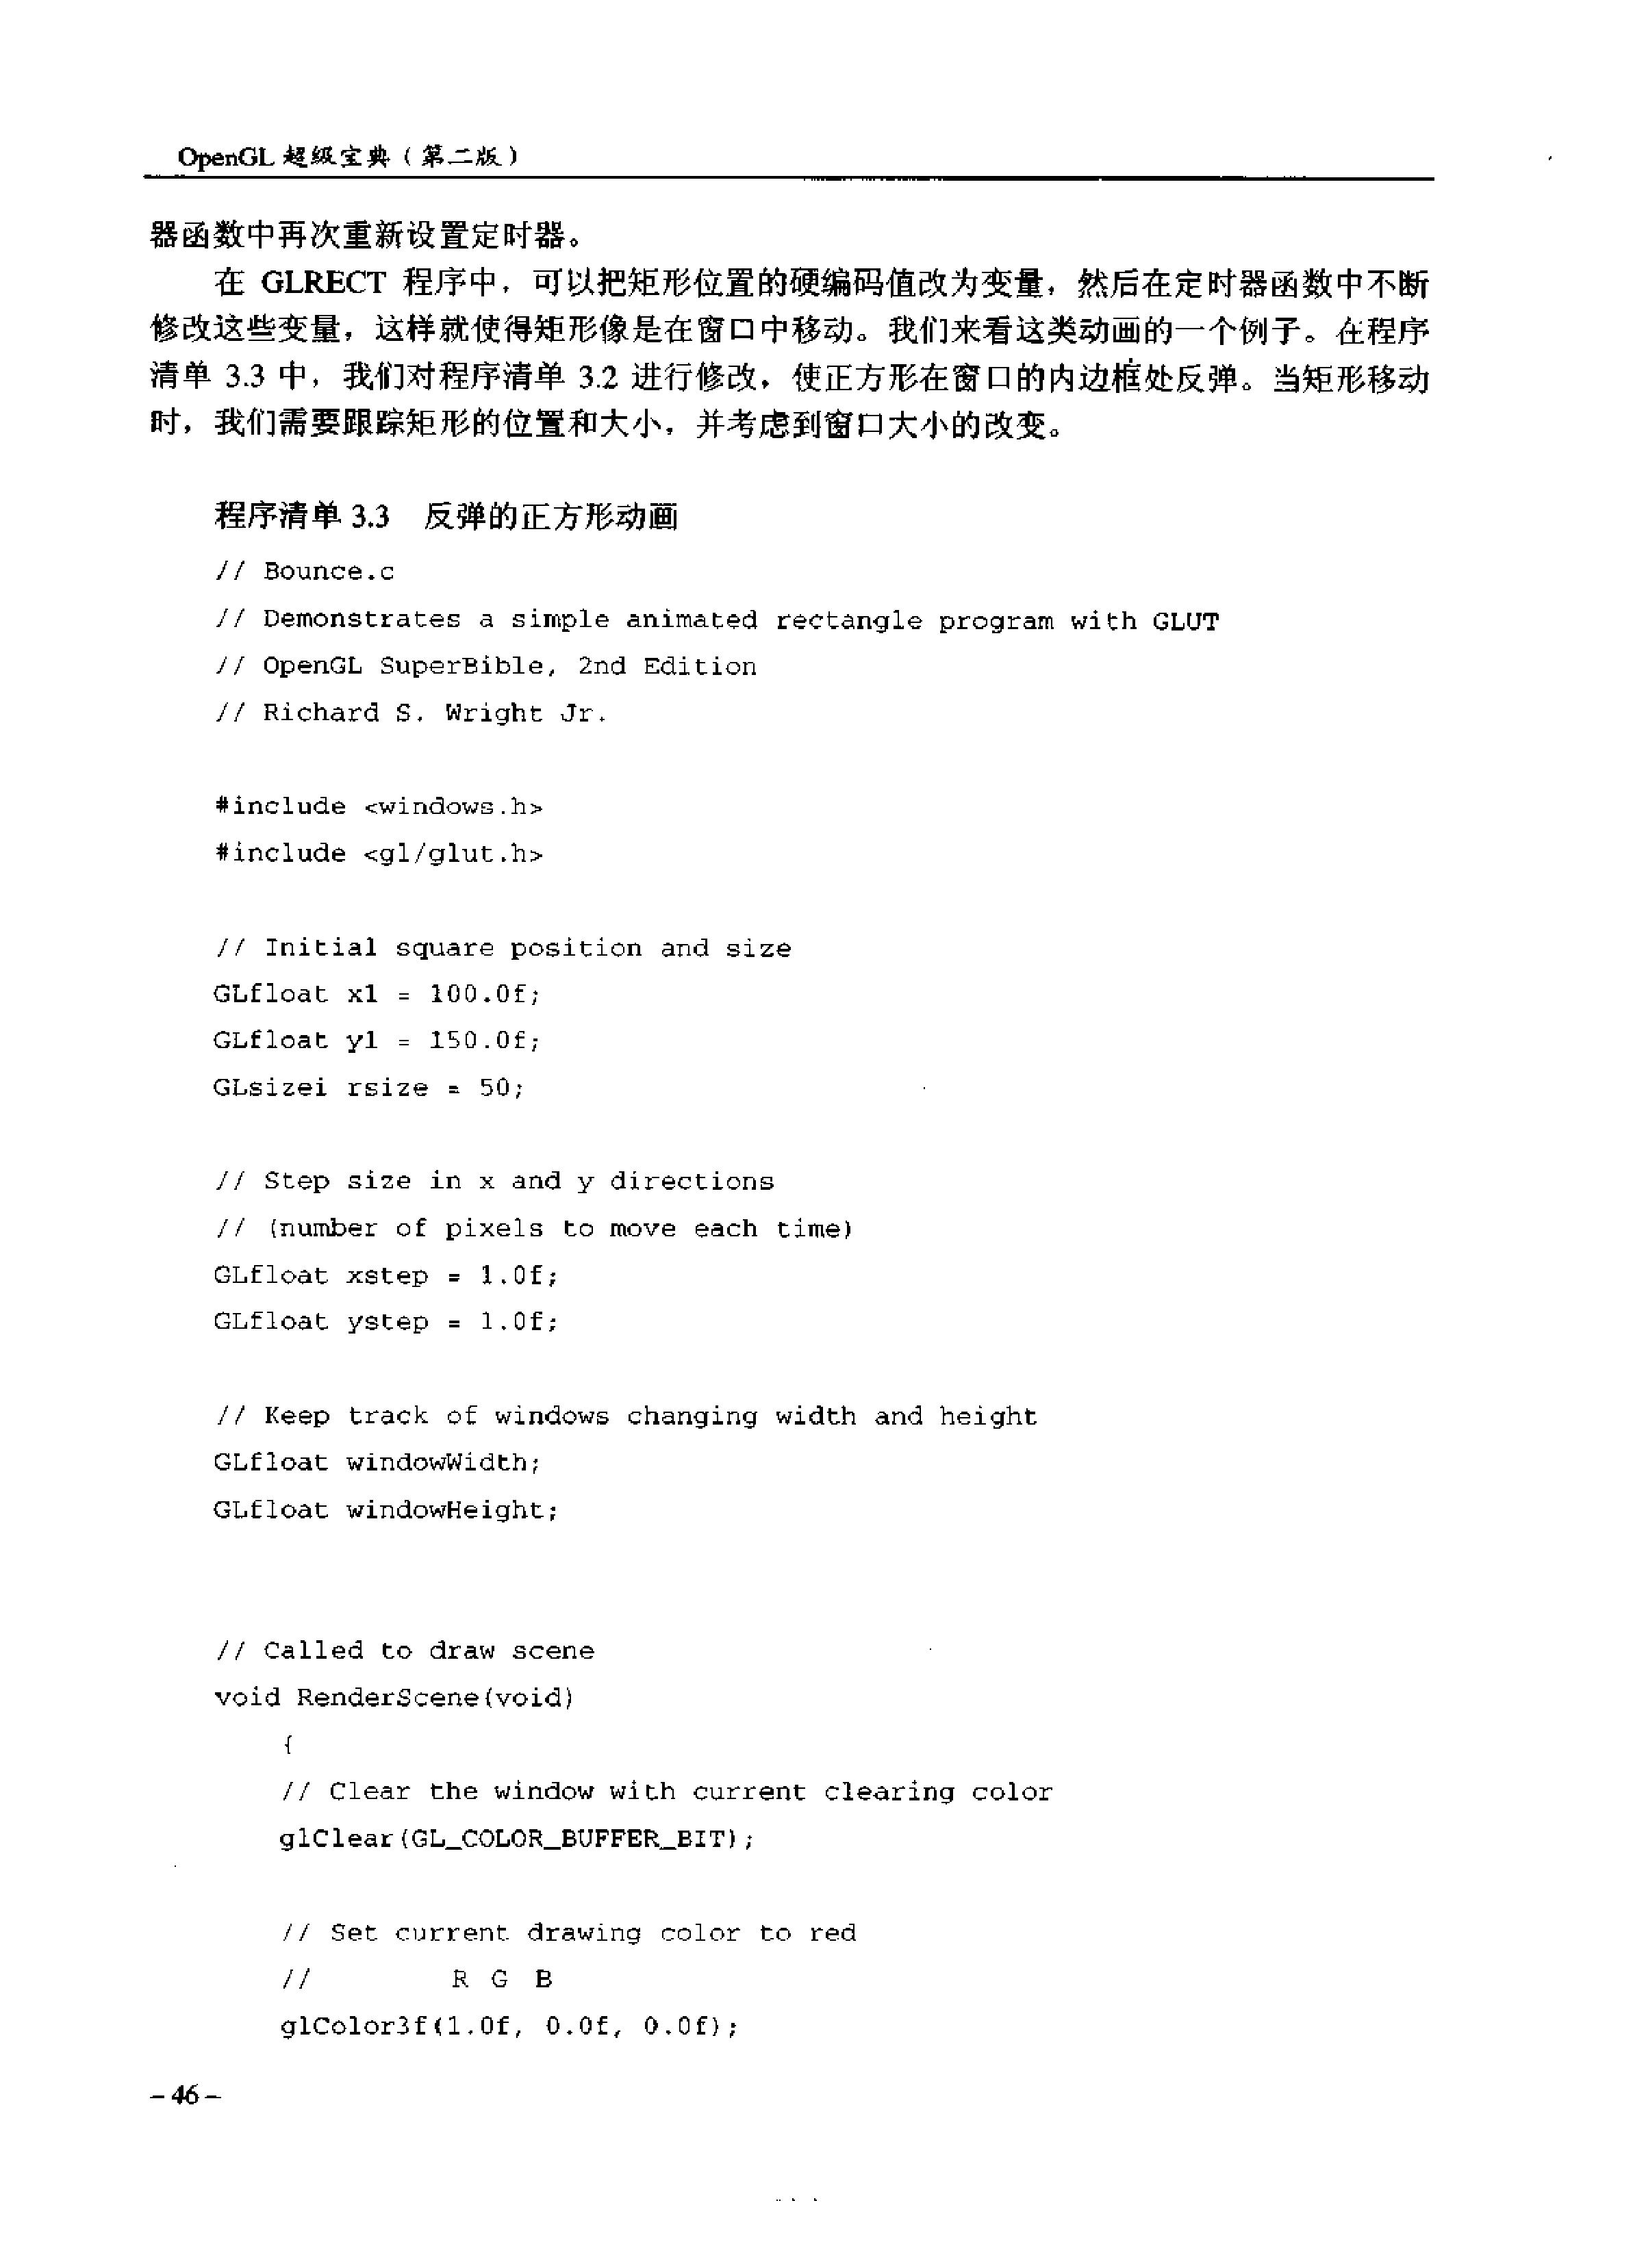 OpenGL 超级宝典（第二版）
器函数中再次重新设置定时器。
在 GLRECT 程序中，可以把矩形位置的硬编码值改为变量，然后在定时器函数中不断
修改这些变量，这样就使得矩形像是在窗口中移动。我们来看这类动画的一个例子。在程序
清单 3.3 中，我们对程序清单 3.2 进行修改，使正方形在窗口的内边框处反弹。当矩形移动
时，我们需要跟踪矩形的位置和大小，并考虑到窗口大小的改变。
程序清单 3.3 反弹的正方形动画
// Bounce.c
// Demonstrates a simple animated rectangle program with GLUT
// OpenGL SuperBible, 2nd Edition
// Richard S. Wright Jr.
#include <windows.h>
#include <gl/glut.h>
// Initial square position and size
GLfloat x1 = 100.0f;
GLfloat y1 = 150.0f;
GLsizei rsize = 50;
// Step size in x and y directions
// (number of pixels to move each time)
GLfloat xstep = 1.0f;
GLfloat ystep = 1.0f;
// Keep track of windows changing width and height
GLfloat windowWidth;
GLfloat windowHeight;
// Called to draw scene
void RenderScene(void)
{
// Clear the window with current clearing color
glClear(GL_COLOR_BUFFER_BIT);
// Set current drawing color to red
// R G B
glColor3f(1.0f, 0.0f, 0.0f);
– 46 –